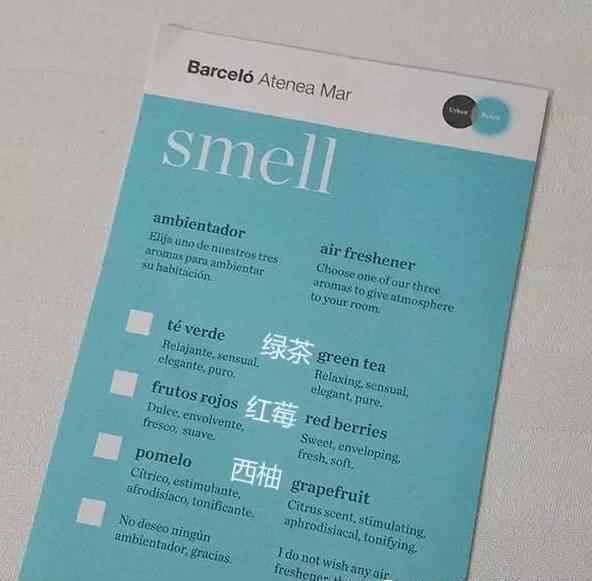 Barceló Atenea Mar
smell
ambientador
Elija uno de nuestros tres
aromas para ambientar
su habitación.
air freshener
Choose one of our three
aromas to give atmosphere
to your room.
té verde
Relajante, sensual,
elegante, puro.
绿茶
green tea
Relaxing, sensual,
elegant, pure.
frutos rojos
Dulce, envolvente,
fresco, suave.
红莓
red berries
Sweet, enveloping,
fresh, soft.
pomelo
Cítrico, estimulante,
afrodisíaco, tonificante.
西柚
grapefruit
Citrus scent, stimulating,
aphrodisiacal, tonifying.
No deseo ningún
ambientador, gracias.
I do not wish any air
freshener,